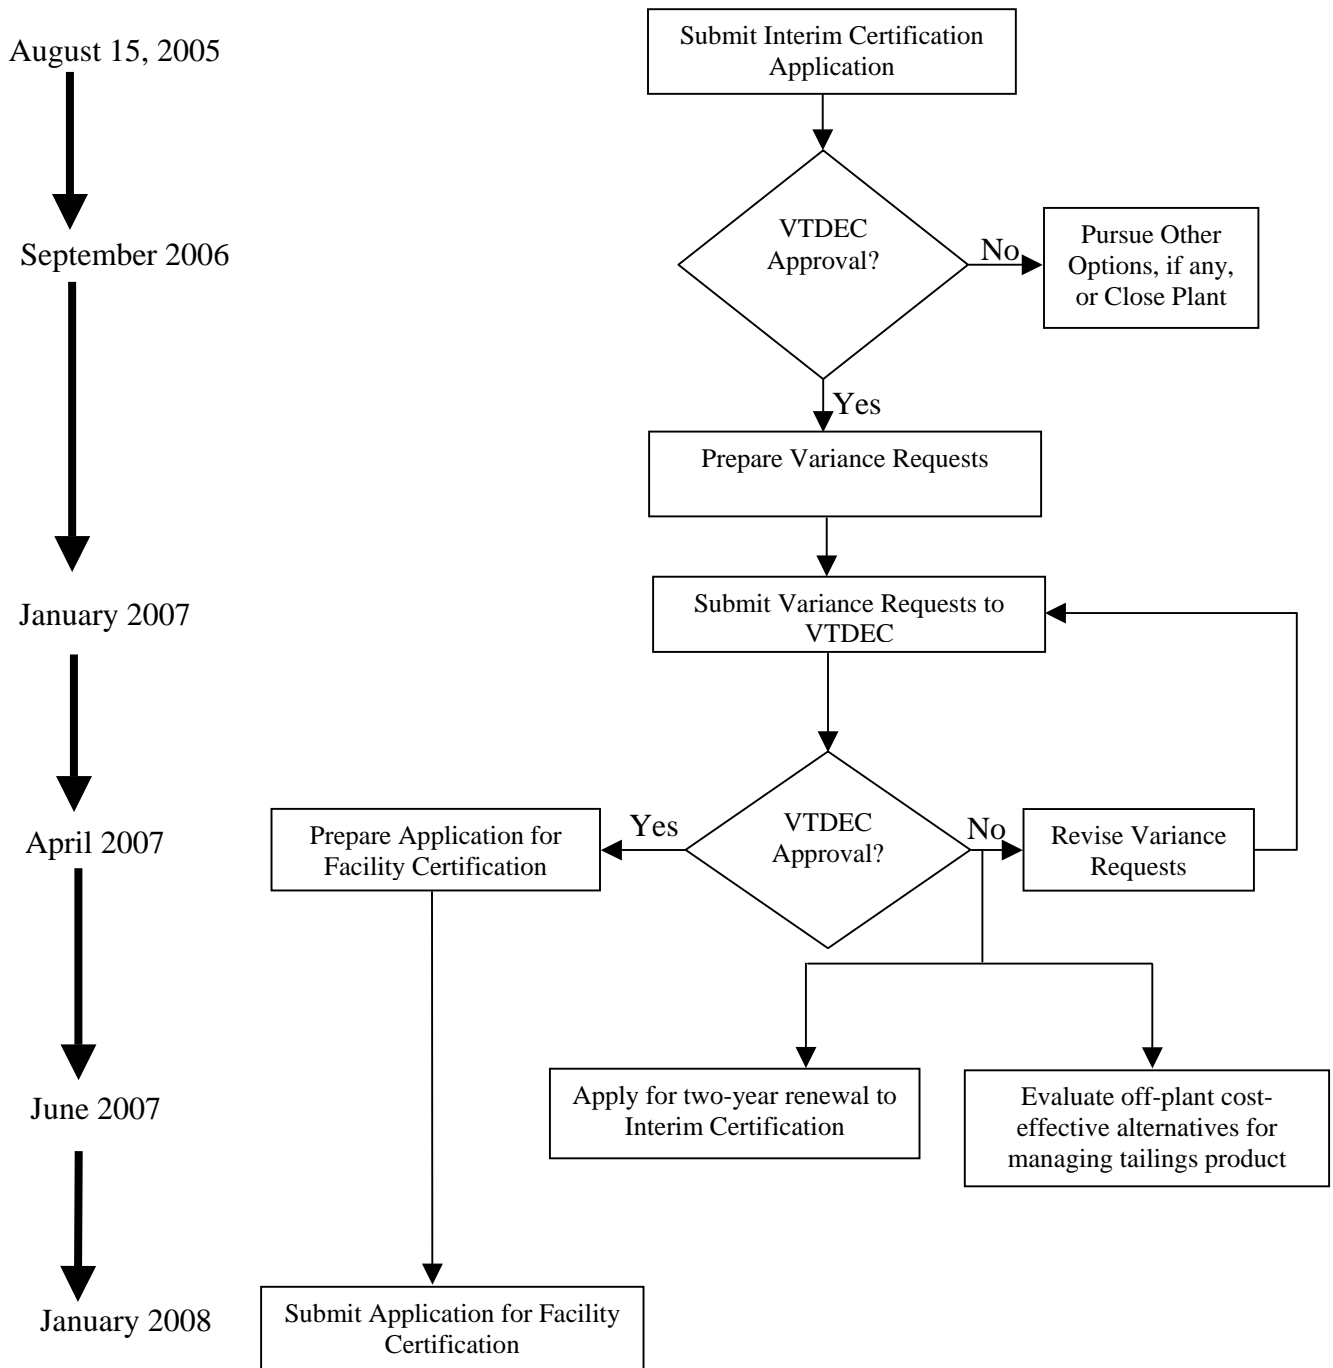 August 15, 2005
Submit Interim Certification
Application
September 2006
VTDEC
Approval?
No
Pursue Other
Options, if any,
or Close Plant
Yes
Prepare Variance Requests
January 2007
Submit Variance Requests to
VTDEC
April 2007
Prepare Application for
Facility Certification
Yes
VTDEC
Approval?
No
Revise Variance
Requests
June 2007
Apply for two-year renewal to
Interim Certification
Evaluate off-plant cost-
effective alternatives for
managing tailings product
January 2008
Submit Application for Facility
Certification